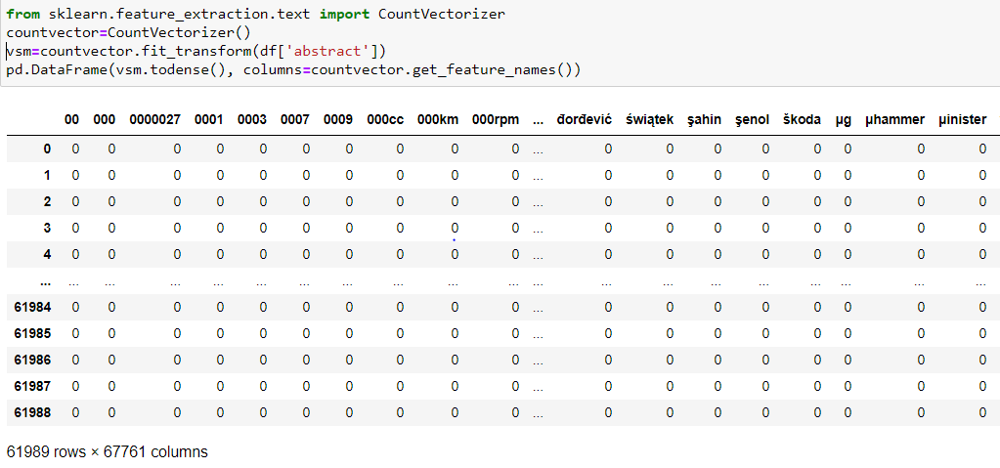 from sklearn.feature_extraction.text import CountVectorizer
countvector=CountVectorizer()
vsm=countvector.fit_transform(df['abstract'])
pd.DataFrame(vsm.todense(), columns=countvector.get_feature_names())
00 000 0000027 0001 0003 0007 0009 000cc 000km 000rpm ... đorđević świątek şahin şenol škoda μg μhammer μinister
0 0 0 0 0 0 0 0 0 0 0 ... 0 0 0 0 0 0 0 0
1 0 0 0 0 0 0 0 0 0 0 ... 0 0 0 0 0 0 0 0
2 0 0 0 0 0 0 0 0 0 0 ... 0 0 0 0 0 0 0 0
3 0 0 0 0 0 0 0 0 0 0 ... 0 0 0 0 0 0 0 0
4 0 0 0 0 0 0 0 0 0 0 ... 0 0 0 0 0 0 0 0
... ... ... ... ... ... ... ... ... ... ... ... ... ... ... ... ... ... ... ...
61984 0 0 0 0 0 0 0 0 0 0 ... 0 0 0 0 0 0 0 0
61985 0 0 0 0 0 0 0 0 0 0 ... 0 0 0 0 0 0 0 0
61986 0 0 0 0 0 0 0 0 0 0 ... 0 0 0 0 0 0 0 0
61987 0 0 0 0 0 0 0 0 0 0 ... 0 0 0 0 0 0 0 0
61988 0 0 0 0 0 0 0 0 0 0 ... 0 0 0 0 0 0 0 0
61989 rows × 67761 columns